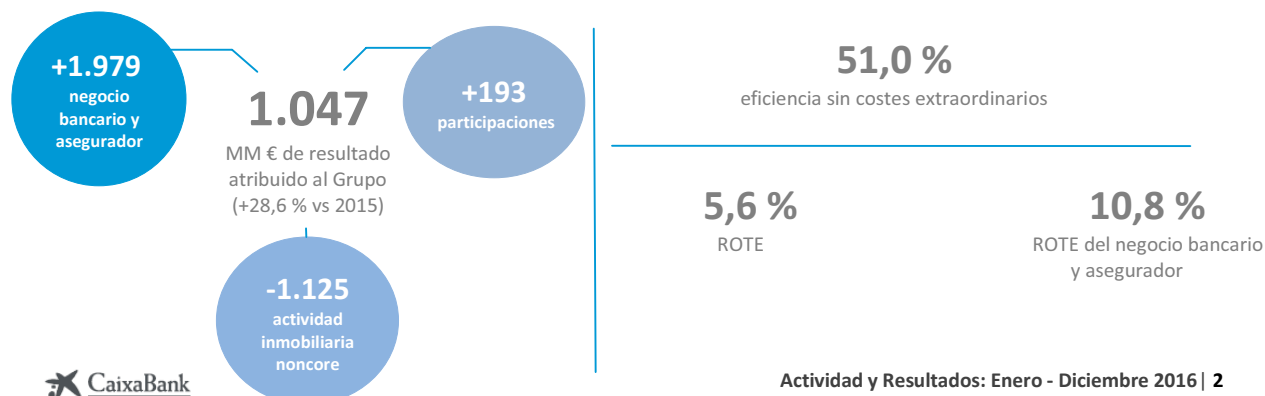 +1.979
negocio
bancario y
asegurador
1.047
MM € de resultado
atribuido al Grupo
(+28,6 % vs 2015)
+193
participaciones
-1.125
actividad
inmobiliaria
noncore
51,0 %
eficiencia sin costes extraordinarios
5,6 %
ROTE
10,8 %
ROTE del negocio bancario
y asegurador
CaixaBank
Actividad y Resultados: Enero - Diciembre 2016| 2